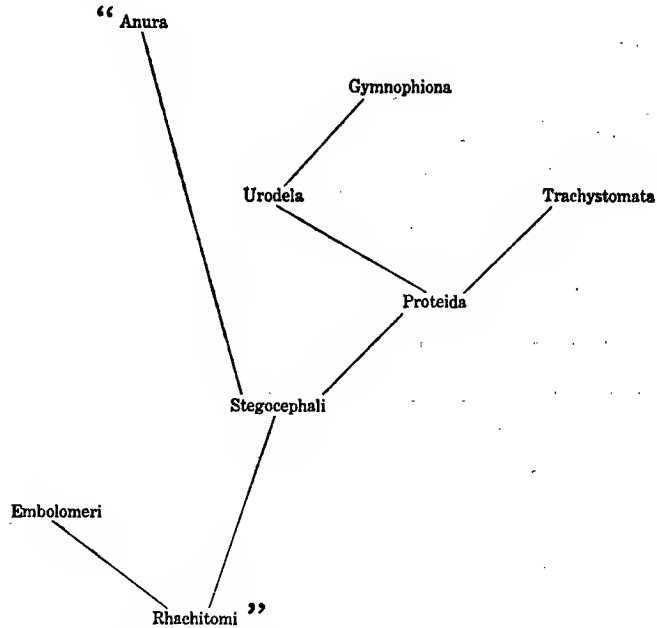 “ Anura
Gymnophiona
Urodela
Trachystomata
Proteida
Stegocephali
Embolomeri
Rhachitomi ”